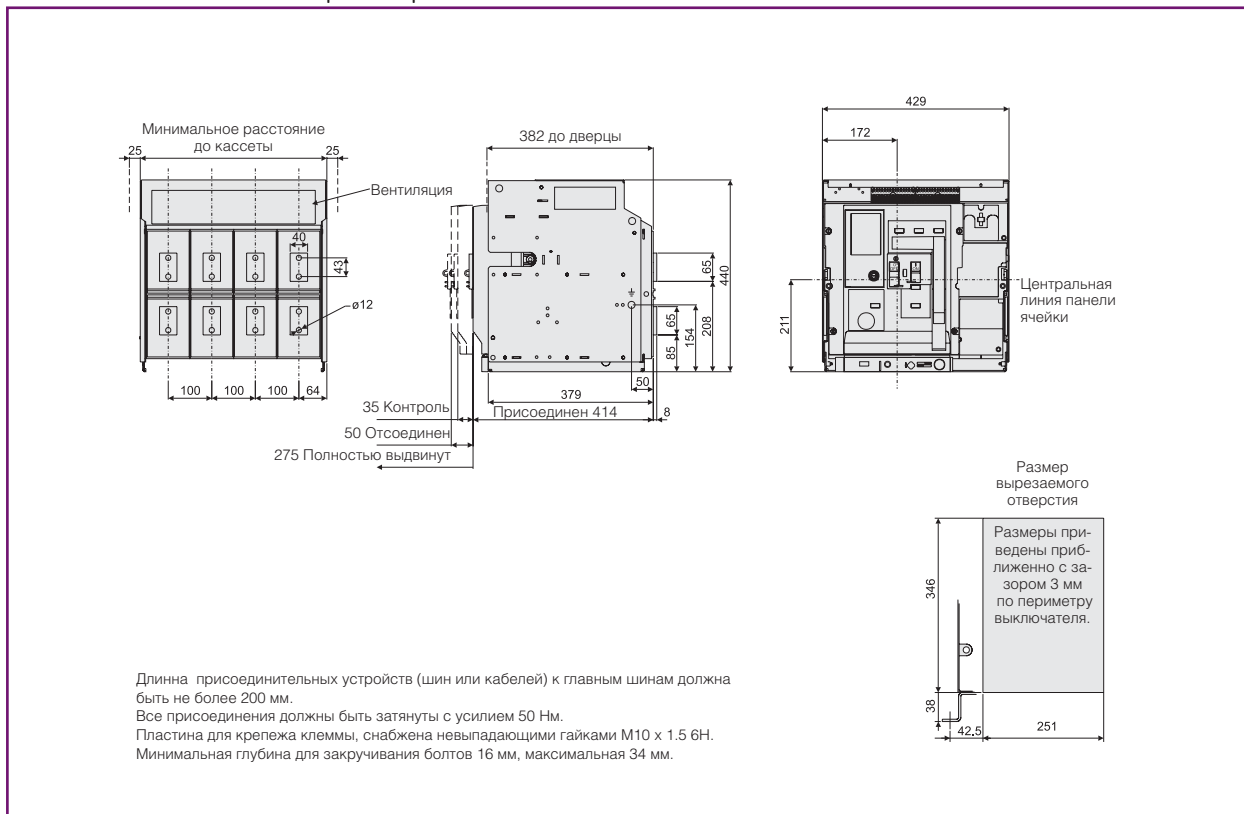 Минимальное расстояние
до кассеты
25
25
Вентиляция
40
43
ø12
100
100
100
64
382 до дверцы
65
440
65
154
208
85
50
379
35 Контроль
Присоединен 414
8
50 Отсоединен
275 Полностью выдвинут
429
172
211
Центральная
линия панели
ячейки
Размер
вырезаемого
отверстия
Размеры при-
ведены приб-
лиженно с за-
зором 3 мм
по периметру
выключателя.
346
38
42,5
251
Длинна присоединительных устройств (шин или кабелей) к главным шинам должна
быть не более 200 мм.
Все присоединения должны быть затянуты с усилием 50 Нм.
Пластина для крепежа клеммы, снабжена невыпадающими гайками M10 x 1.5 6H.
Минимальная глубина для закручивания болтов 16 мм, максимальная 34 мм.